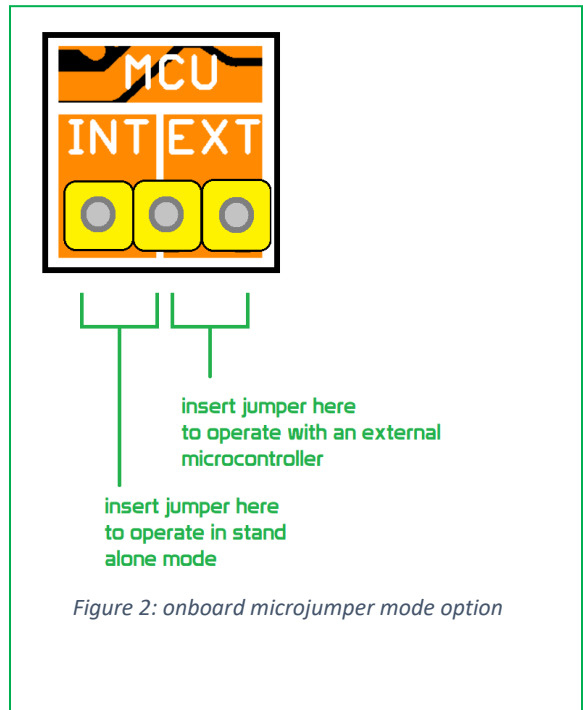 MCU
INT EXT
insert jumper here
to operate with an external
microcontroller
insert jumper here
to operate in stand
alone mode
Figure 2: onboard microjumper mode option